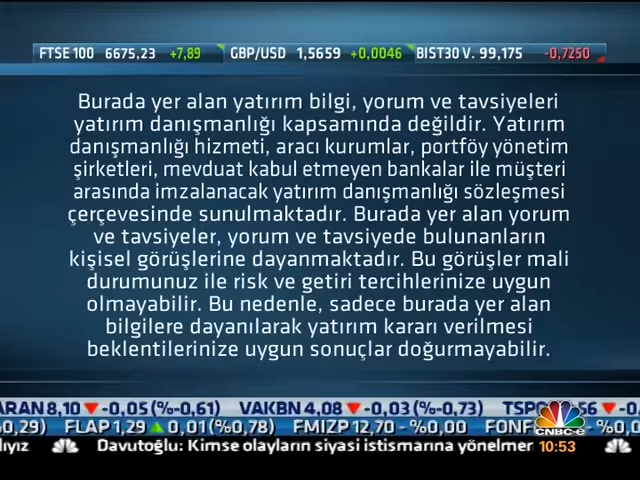 FTSE 100 6675,23 +7,89 GBP/USD 1,5659 +0,0046 BIST30 V. 99,175 -0,7250
Burada yer alan yatırım bilgi, yorum ve tavsiyeleri
yatırım danışmanlığı kapsamında değildir. Yatırım
danışmanlığı hizmeti, aracı kurumlar, portföy yönetim
şirketleri, mevduat kabul etmeyen bankalar ile müşteri
arasında imzalanacak yatırım danışmanlığı sözleşmesi
çerçevesinde sunulmaktadır. Burada yer alan yorum
ve tavsiyeler, yorum ve tavsiyede bulunanların
kişisel görüşlerine dayanmaktadır. Bu görüşler mali
durumunuz ile risk ve getiri tercihlerinize uygun
olmayabilir. Bu nedenle, sadece burada yer alan
bilgilere dayanılarak yatırım kararı verilmesi
beklentilerinize uygun sonuçlar doğurmayabilir.
ARAN 8,10 -0,05 (%-0,61) VAKBN 4,08 -0,03 (%-0,73) TSPO
0,29) FLAP 1,29 0,01 (%0,78) FMIZP 12,70 - %0,00 FONF
CNBC-e
lıyız Davutoğlu: Kimse olayların siyasi istismarına yönelmer 10:53